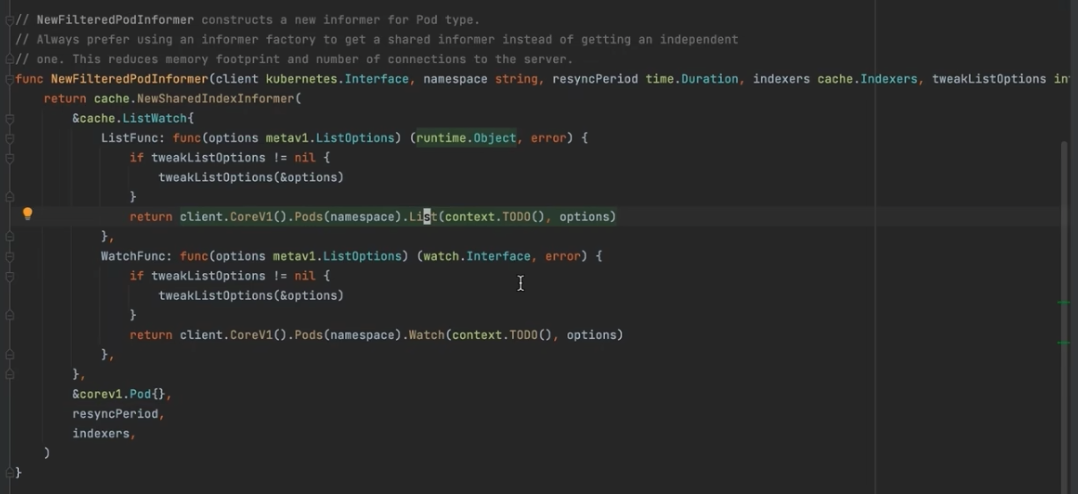 // NewFilteredPodInformer constructs a new informer for Pod type.
// Always prefer using an informer factory to get a shared informer instead of getting an independent
// one. This reduces memory footprint and number of connections to the server.
func NewFilteredPodInformer(client kubernetes.Interface, namespace string, resyncPeriod time.Duration, indexers cache.Indexers, tweakListOptions in
    return cache.NewSharedIndexInformer(
        &cache.ListWatch{
            ListFunc: func(options metav1.ListOptions) (runtime.Object, error) {
                if tweakListOptions != nil {
                    tweakListOptions(&options)
                }
                return client.CoreV1().Pods(namespace).List(context.TODO(), options)
            },
            WatchFunc: func(options metav1.ListOptions) (watch.Interface, error) {
                if tweakListOptions != nil {
                    tweakListOptions(&options)
                }
                return client.CoreV1().Pods(namespace).Watch(context.TODO(), options)
            },
        },
        &corev1.Pod{},
        resyncPeriod,
        indexers,
    )
}